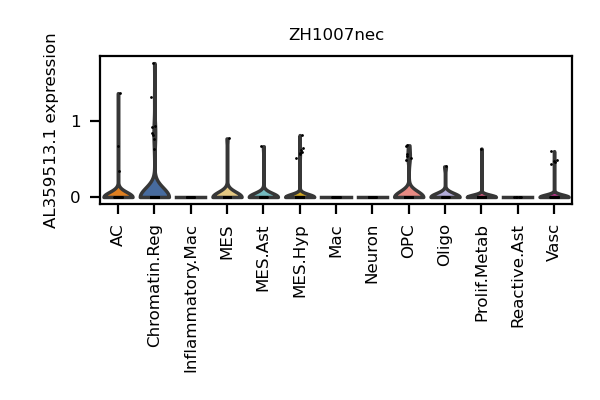 ZH1007nec
AL359513.1 expression
1
0
AC
Chromatin.Reg
Inflammatory.Mac
MES
MES.Ast
MES.Hyp
Mac
Neuron
OPC
Oligo
Prolif.Metab
Reactive.Ast
Vasc